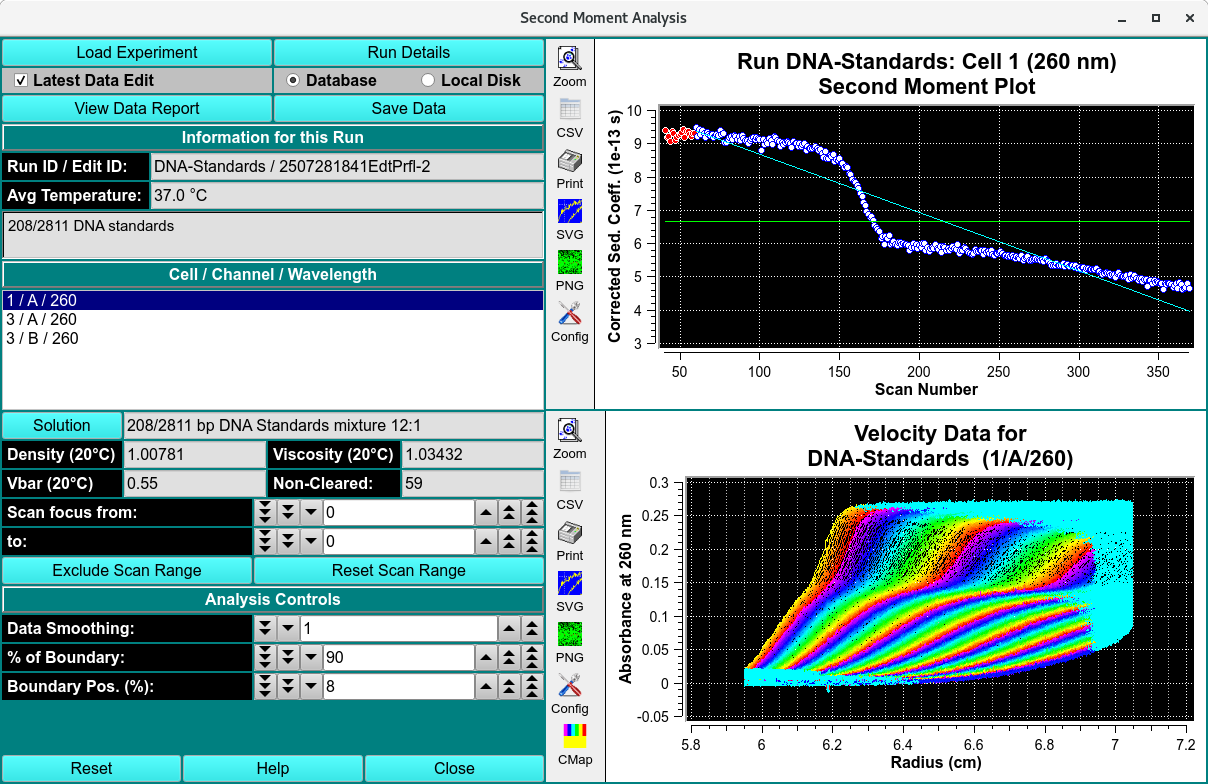 Second Moment Analysis
Load Experiment
Run Details
Latest Data Edit
Database
Local Disk
View Data Report
Save Data
Information for this Run
Run ID / Edit ID:
DNA-Standards / 2507281841EdtPrfl-2
Avg Temperature:
37.0 °C
208/2811 DNA standards
Cell / Channel / Wavelength
1 / A / 260
3 / A / 260
3 / B / 260
Solution
208/2811 bp DNA Standards mixture 12:1
Density (20°C)
1.00781
Viscosity (20°C)
1.03432
Vbar (20°C)
0.55
Non-Cleared:
59
Scan focus from:
0
to:
0
Exclude Scan Range
Reset Scan Range
Analysis Controls
Data Smoothing:
1
% of Boundary:
90
Boundary Pos. (%):
8
Reset
Help
Close
Zoom
CSV
Print
SVG
PNG
Config
Run DNA-Standards: Cell 1 (260 nm)
Second Moment Plot
Corrected Sed. Coeff. (1e-13 s)
10
9
8
7
6
5
4
3
50
100
150
200
250
300
350
Scan Number
Zoom
CSV
Print
SVG
PNG
Config
CMap
Velocity Data for
DNA-Standards (1/A/260)
Absorbance at 260 nm
0.3
0.25
0.2
0.15
0.1
0.05
0
-0.05
5.8
6
6.2
6.4
6.6
6.8
7
7.2
Radius (cm)